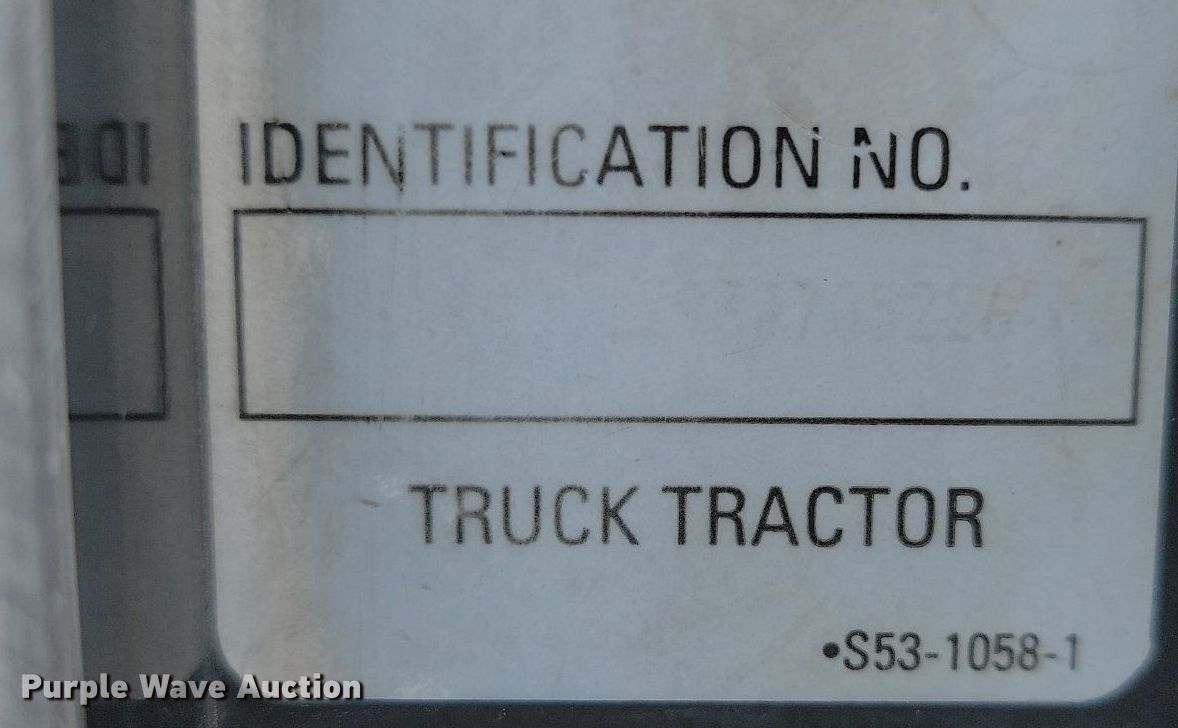 IDENTIFICATION NO.
TRUCK TRACTOR
•S53-1058-1
Purple Wave Auction